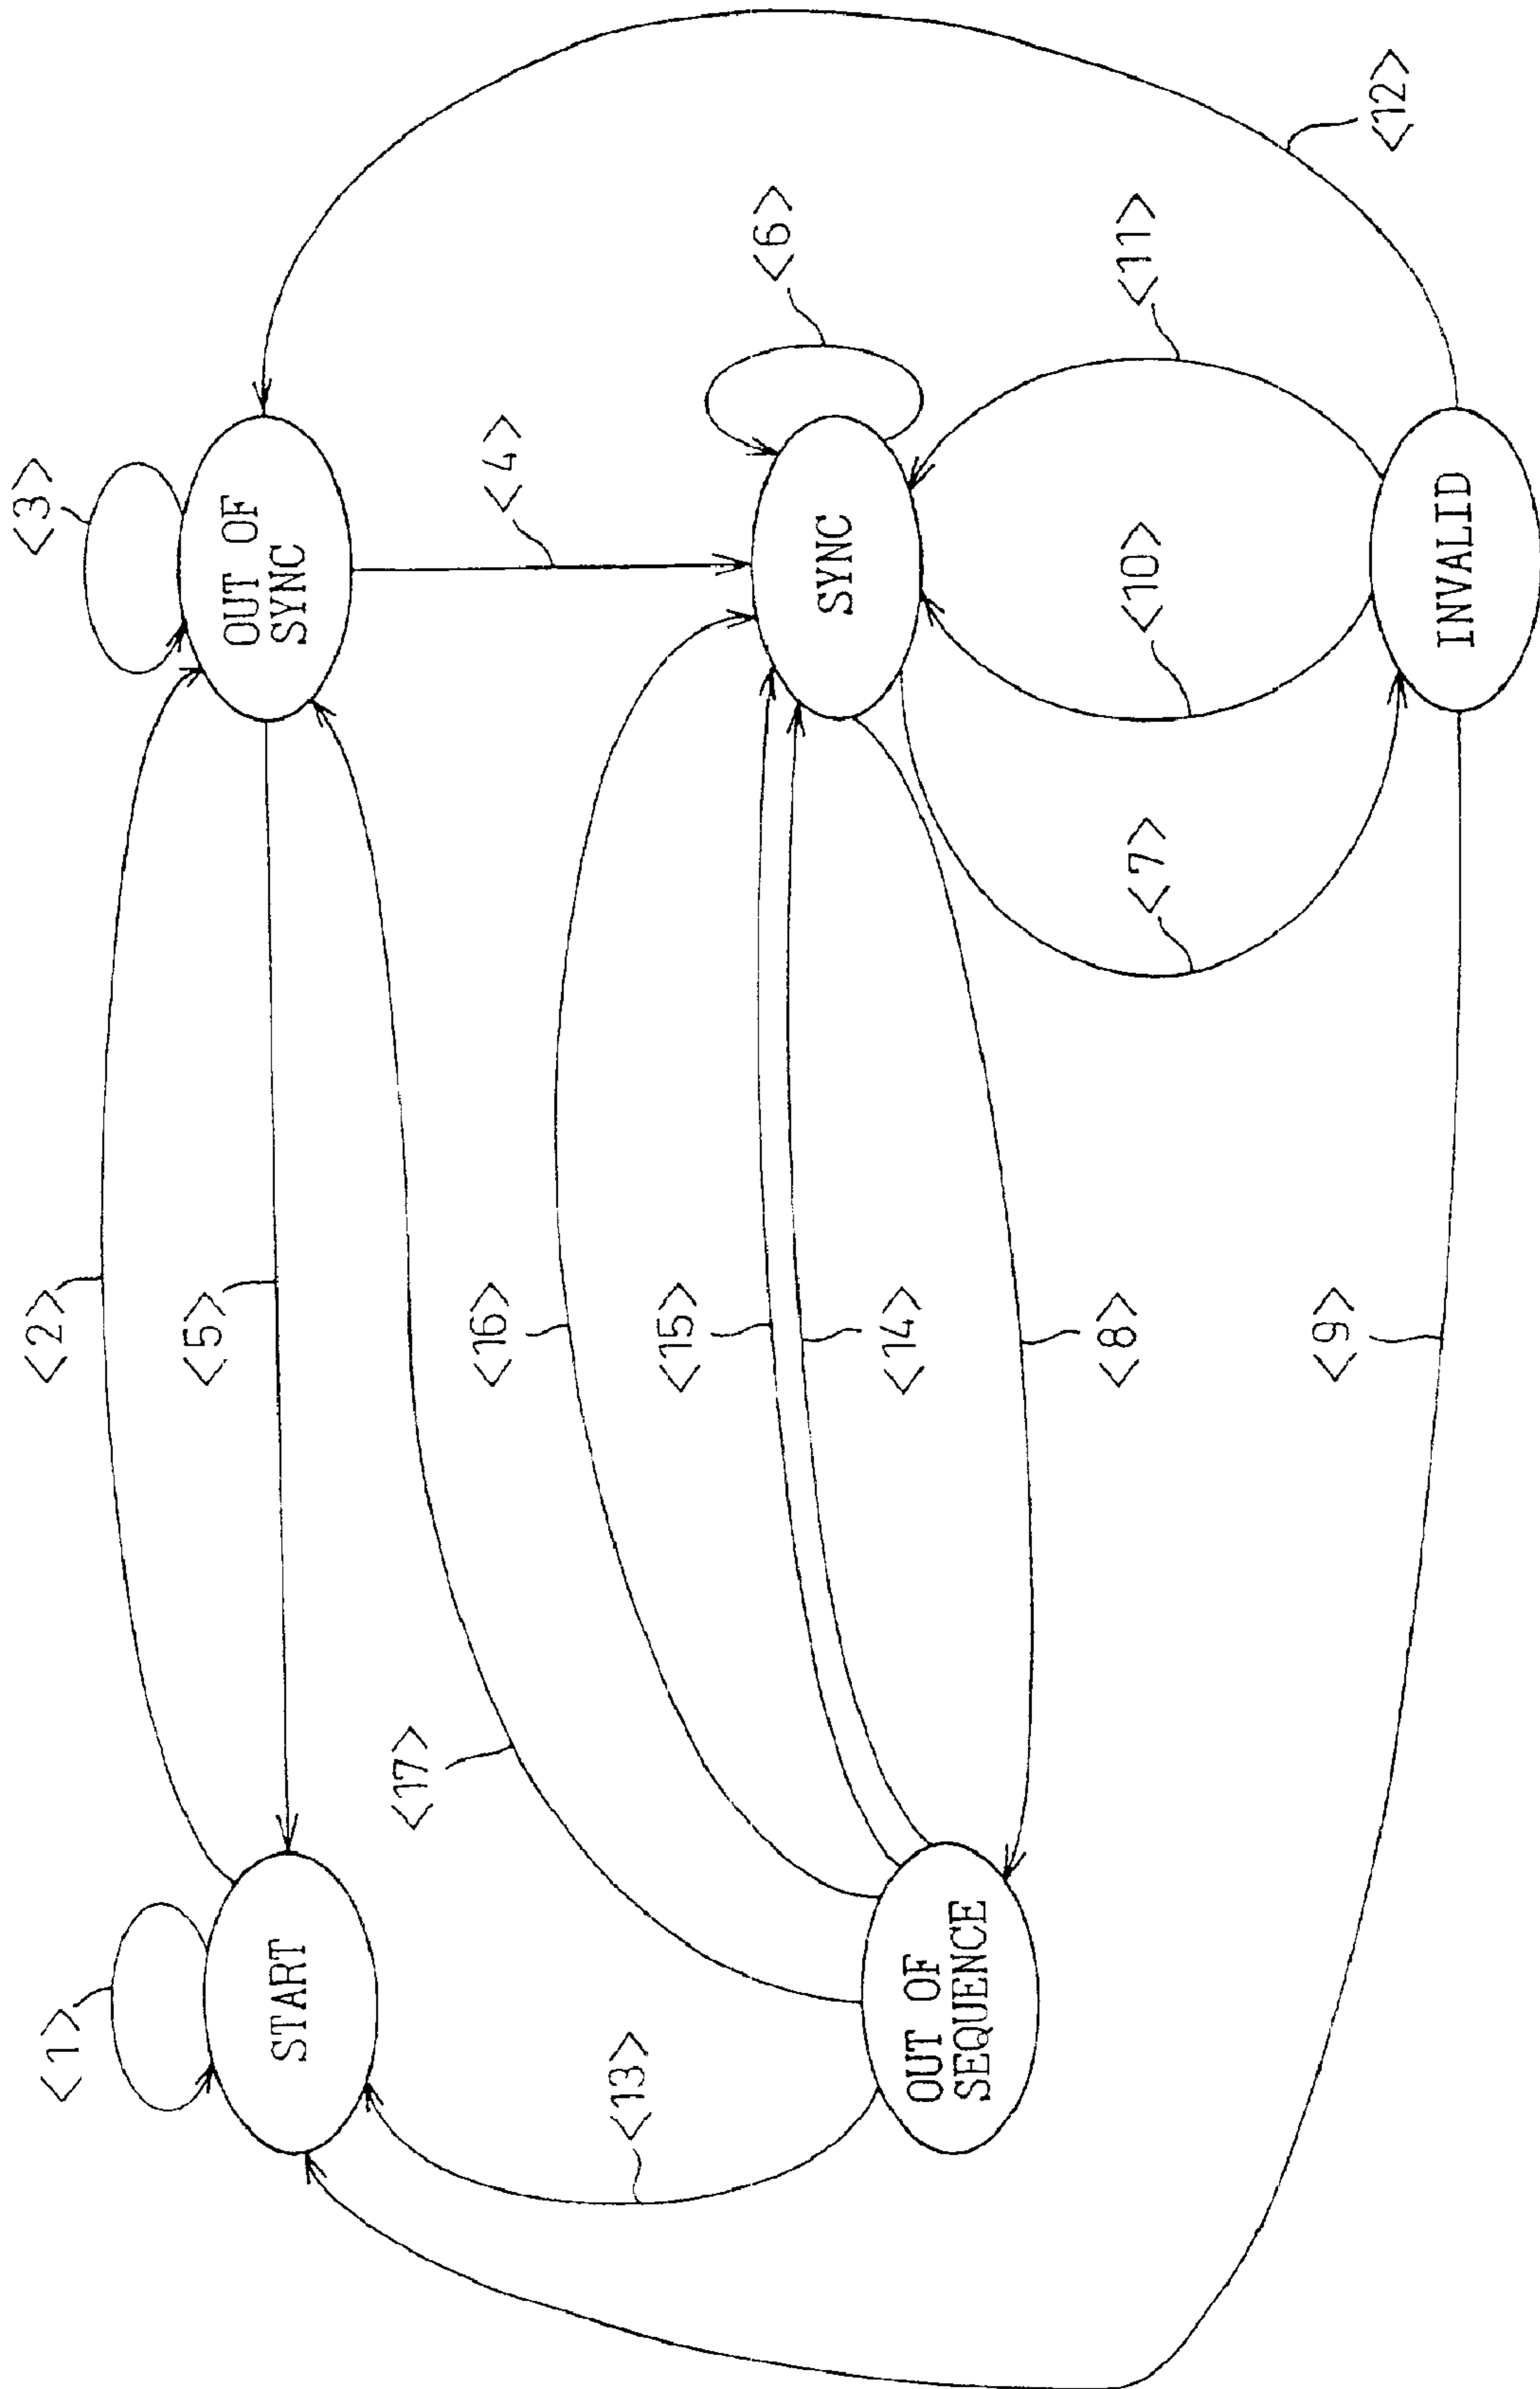 <1>
START
<2>
<5>
<3>
OUT OF
SYNC
<17>
<13>
<16>
<4>
<15>
<14>
OUT OF
SEQUENCE
SYNC
<6>
<8>
<7>
<10>
<11>
<9>
INVALID
<12>